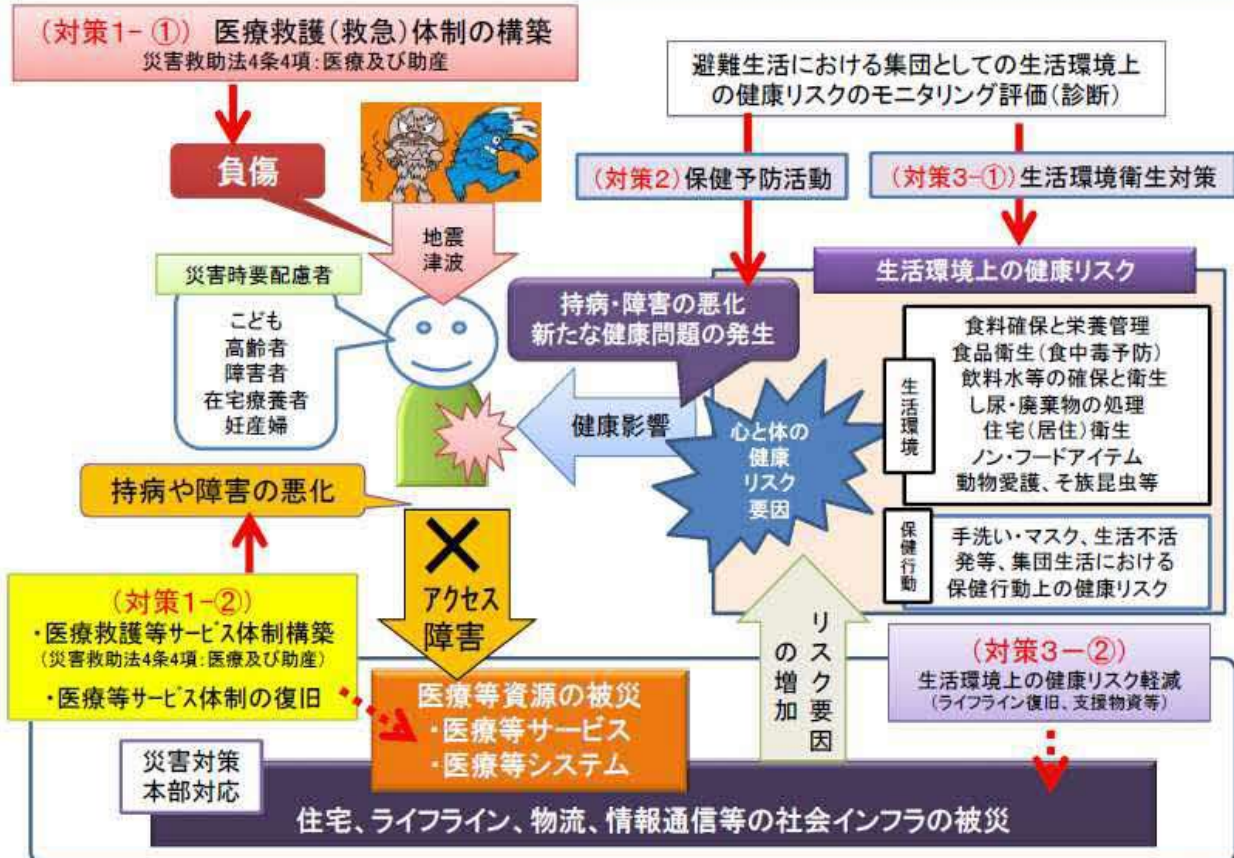 (対策1-①) 医療救護(救急)体制の構築
災害救助法4条4項:医療及び助産
避難生活における集団としての生活環境上
の健康リスクのモニタリング評価(診断)
負傷
(対策2)保健予防活動
(対策3-①)生活環境衛生対策
地震
津波
災害時要配慮者
こども
高齢者
障害者
在宅療養者
妊産婦
持病・障害の悪化
新たな健康問題の発生
生活環境上の健康リスク
生活環境
食料確保と栄養管理
食品衛生(食中毒予防)
飲料水等の確保と衛生
し尿・廃棄物の処理
住宅(居住)衛生
ノン・フードアイテム
動物愛護、そ族昆虫等
健康影響
心と体の
健康
リスク
要因
保健行動
手洗い・マスク、生活不活
発等、集団生活における
保健行動上の健康リスク
持病や障害の悪化
アクセス
障害
(対策1-②)
・医療救護等サービス体制構築
(災害救助法4条4項:医療及び助産)
・医療等サービス体制の復旧
医療等資源の被災
・医療等サービス
・医療等システム
リスク要因
の増加
(対策3-②)
生活環境上の健康リスク軽減
(ライフライン復旧、支援物資等)
災害対策
本部対応
住宅、ライフライン、物流、情報通信等の社会インフラの被災